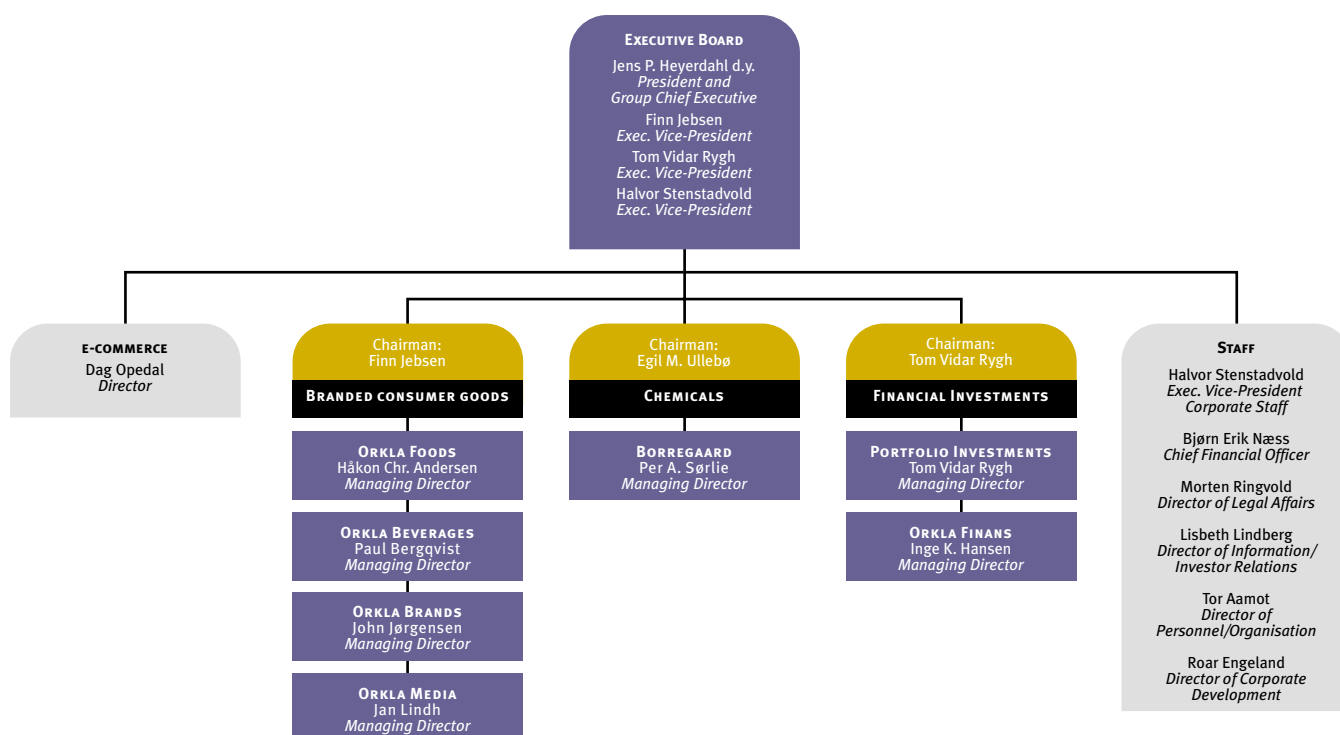 EXECUTIVE BOARD
Jens P. Heyerdahl d.y.
President and
Group Chief Executive
Finn Jebsen
Exec. Vice-President
Tom Vidar Rygh
Exec. Vice-President
Halvor Stenstadvold
Exec. Vice-President
E-COMMERCE
Dag Opedal
Director
Chairman:
Finn Jebsen
BRANDED CONSUMER GOODS
ORKLA FOODS
Håkon Chr. Andersen
Managing Director
ORKLA BEVERAGES
Paul Bergqvist
Managing Director
ORKLA BRANDS
John Jørgensen
Managing Director
ORKLA MEDIA
Jan Lindh
Managing Director
Chairman:
Egil M. Ullebø
CHEMICALS
BORREGAARD
Per A. Sørlie
Managing Director
Chairman:
Tom Vidar Rygh
FINANCIAL INVESTMENTS
PORTFOLIO INVESTMENTS
Tom Vidar Rygh
Managing Director
ORKLA FINANS
Inge K. Hansen
Managing Director
STAFF
Halvor Stenstadvold
Exec. Vice-President
Corporate Staff
Bjørn Erik Næss
Chief Financial Officer
Morten Ringvold
Director of Legal Affairs
Lisbeth Lindberg
Director of Information/
Investor Relations
Tor Aamot
Director of
Personnel/Organisation
Roar Engeland
Director of Corporate
Development